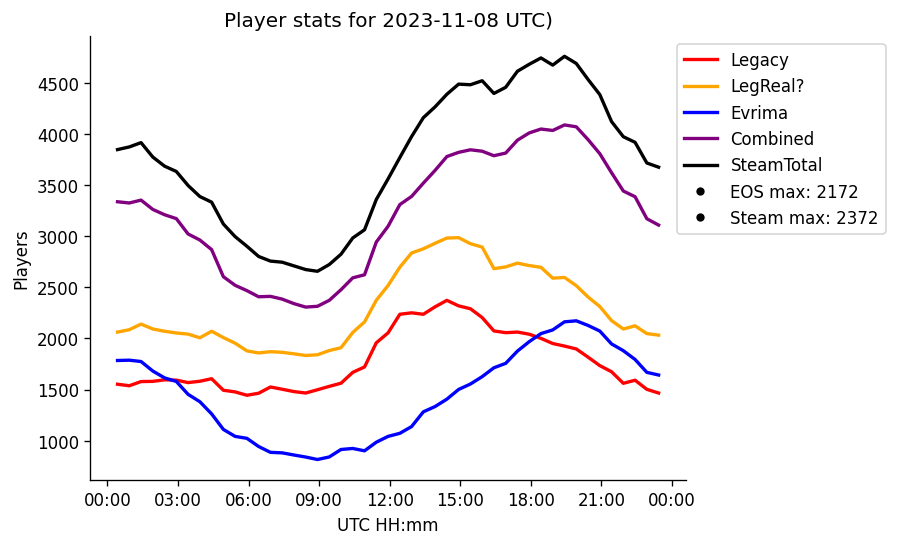 Player stats for 2023-11-08 UTC)
Legacy
LegReal?
Evrima
Combined
SteamTotal
EOS max: 2172
Steam max: 2372
Players
4500
4000
3500
3000
2500
2000
1500
1000
00:00 03:00 06:00 09:00 12:00 15:00 18:00 21:00 00:00
UTC HH:mm